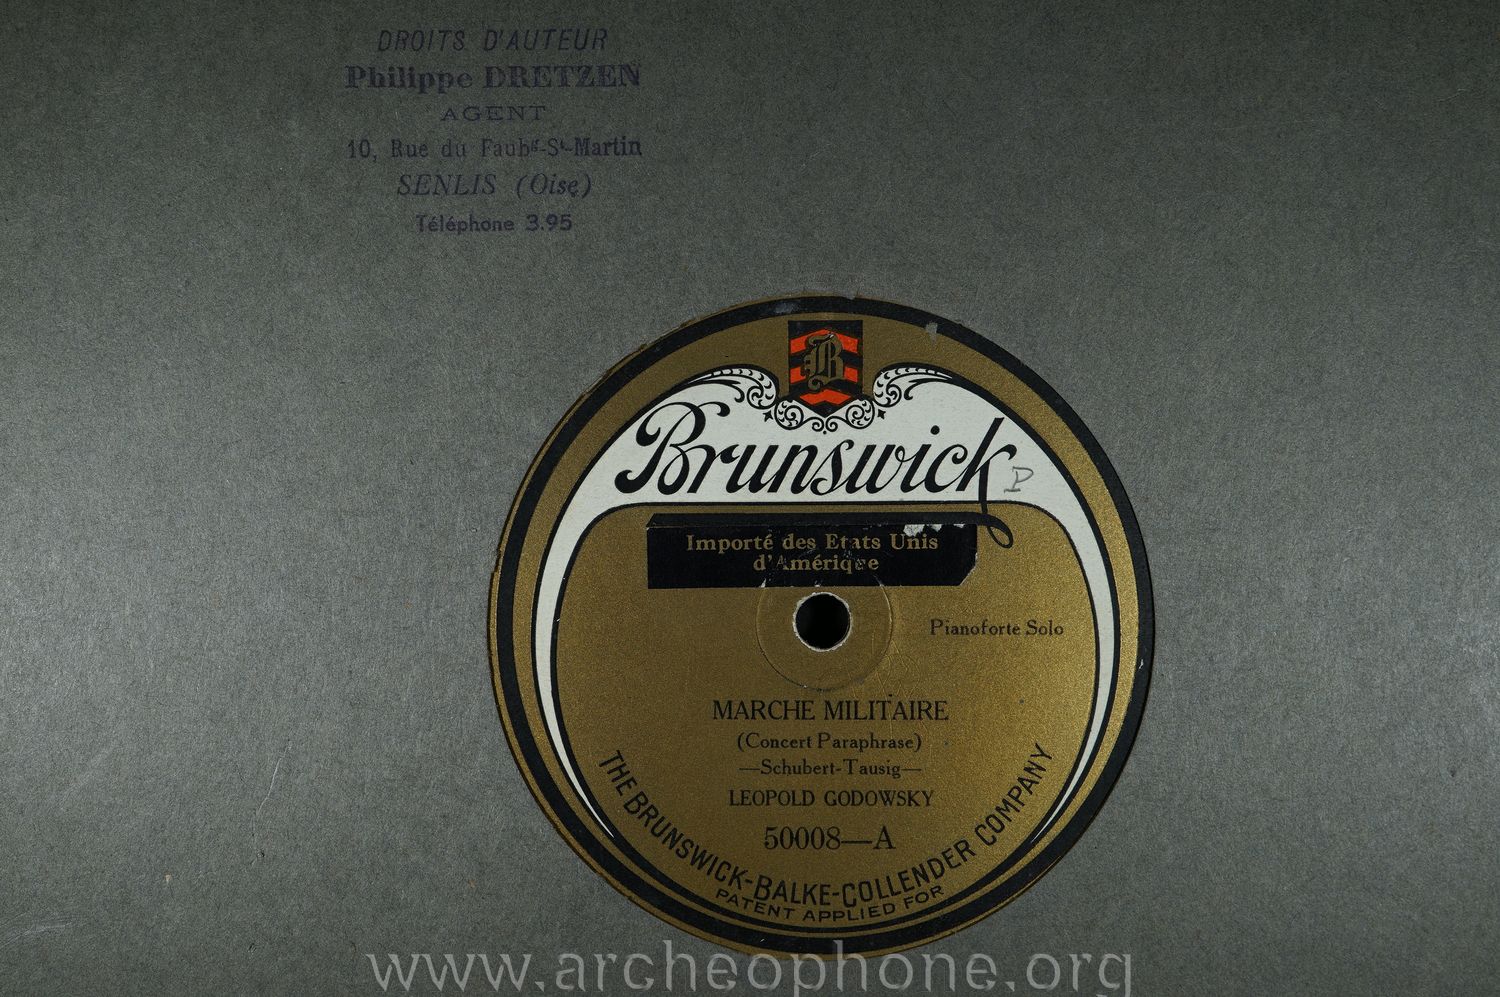 DROITS D'AUTEUR
Philippe DRETZEN
AGENT
10, Rue du Faubg-St-Martin
SENLIS (Oise)
Téléphone 3.95
B
Brunswick
P
Importé des Etats Unis
d'Amérique
Pianoforte Solo
MARCHE MILITAIRE
(Concert Paraphrase)
—Schubert-Tausig—
LEOPOLD GODOWSKY
50008—A
THE BRUNSWICK-BALKE-COLLENDER COMPANY
PATENT APPLIED FOR
www.archeophone.org